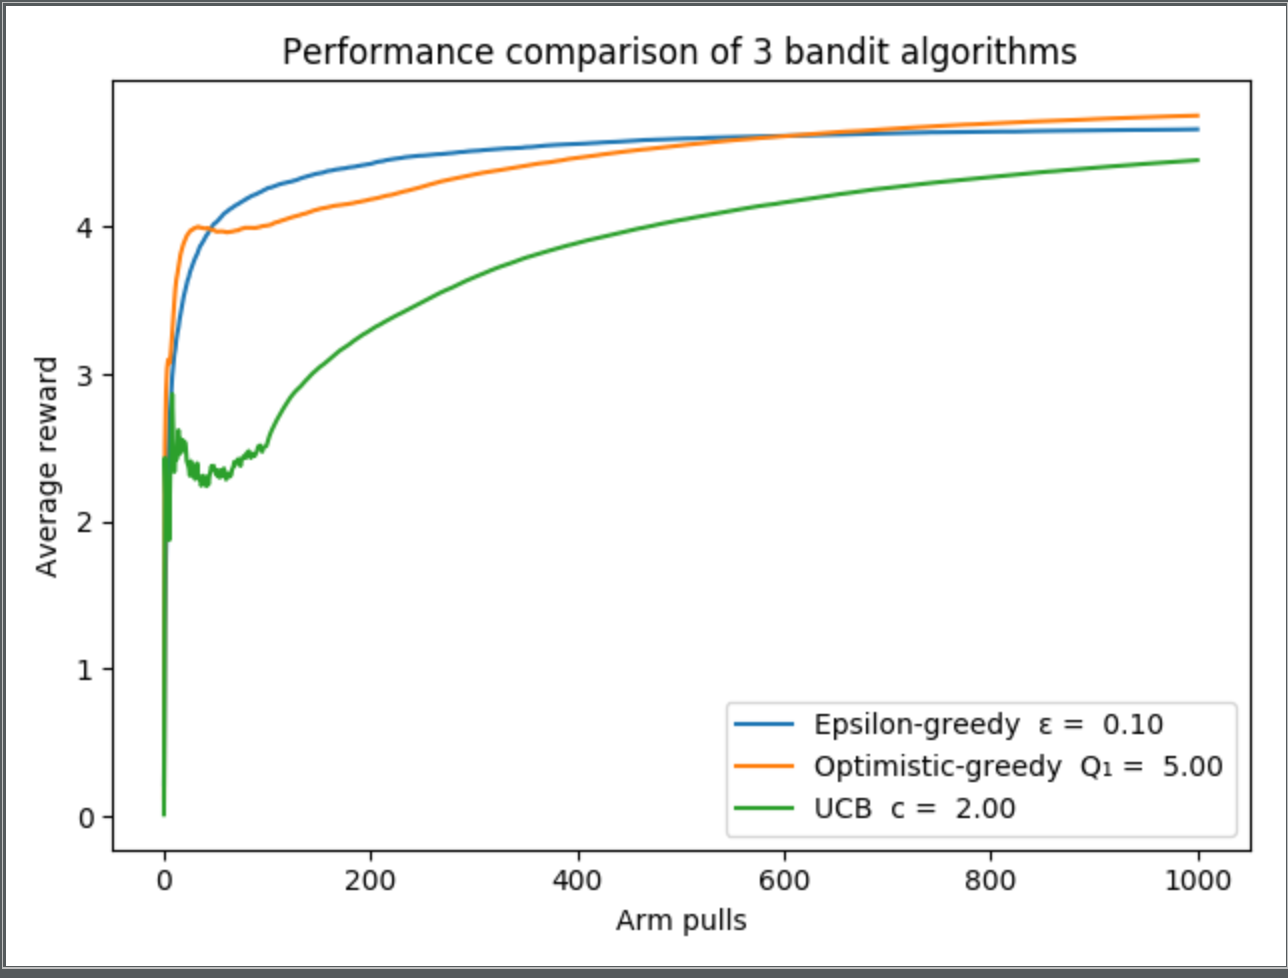 Performance comparison of 3 bandit algorithms
Average reward
4
3
2
1
0
Epsilon-greedy ε = 0.10
Optimistic-greedy Q₁ = 5.00
UCB c = 2.00
0 200 400 600 800 1000
Arm pulls